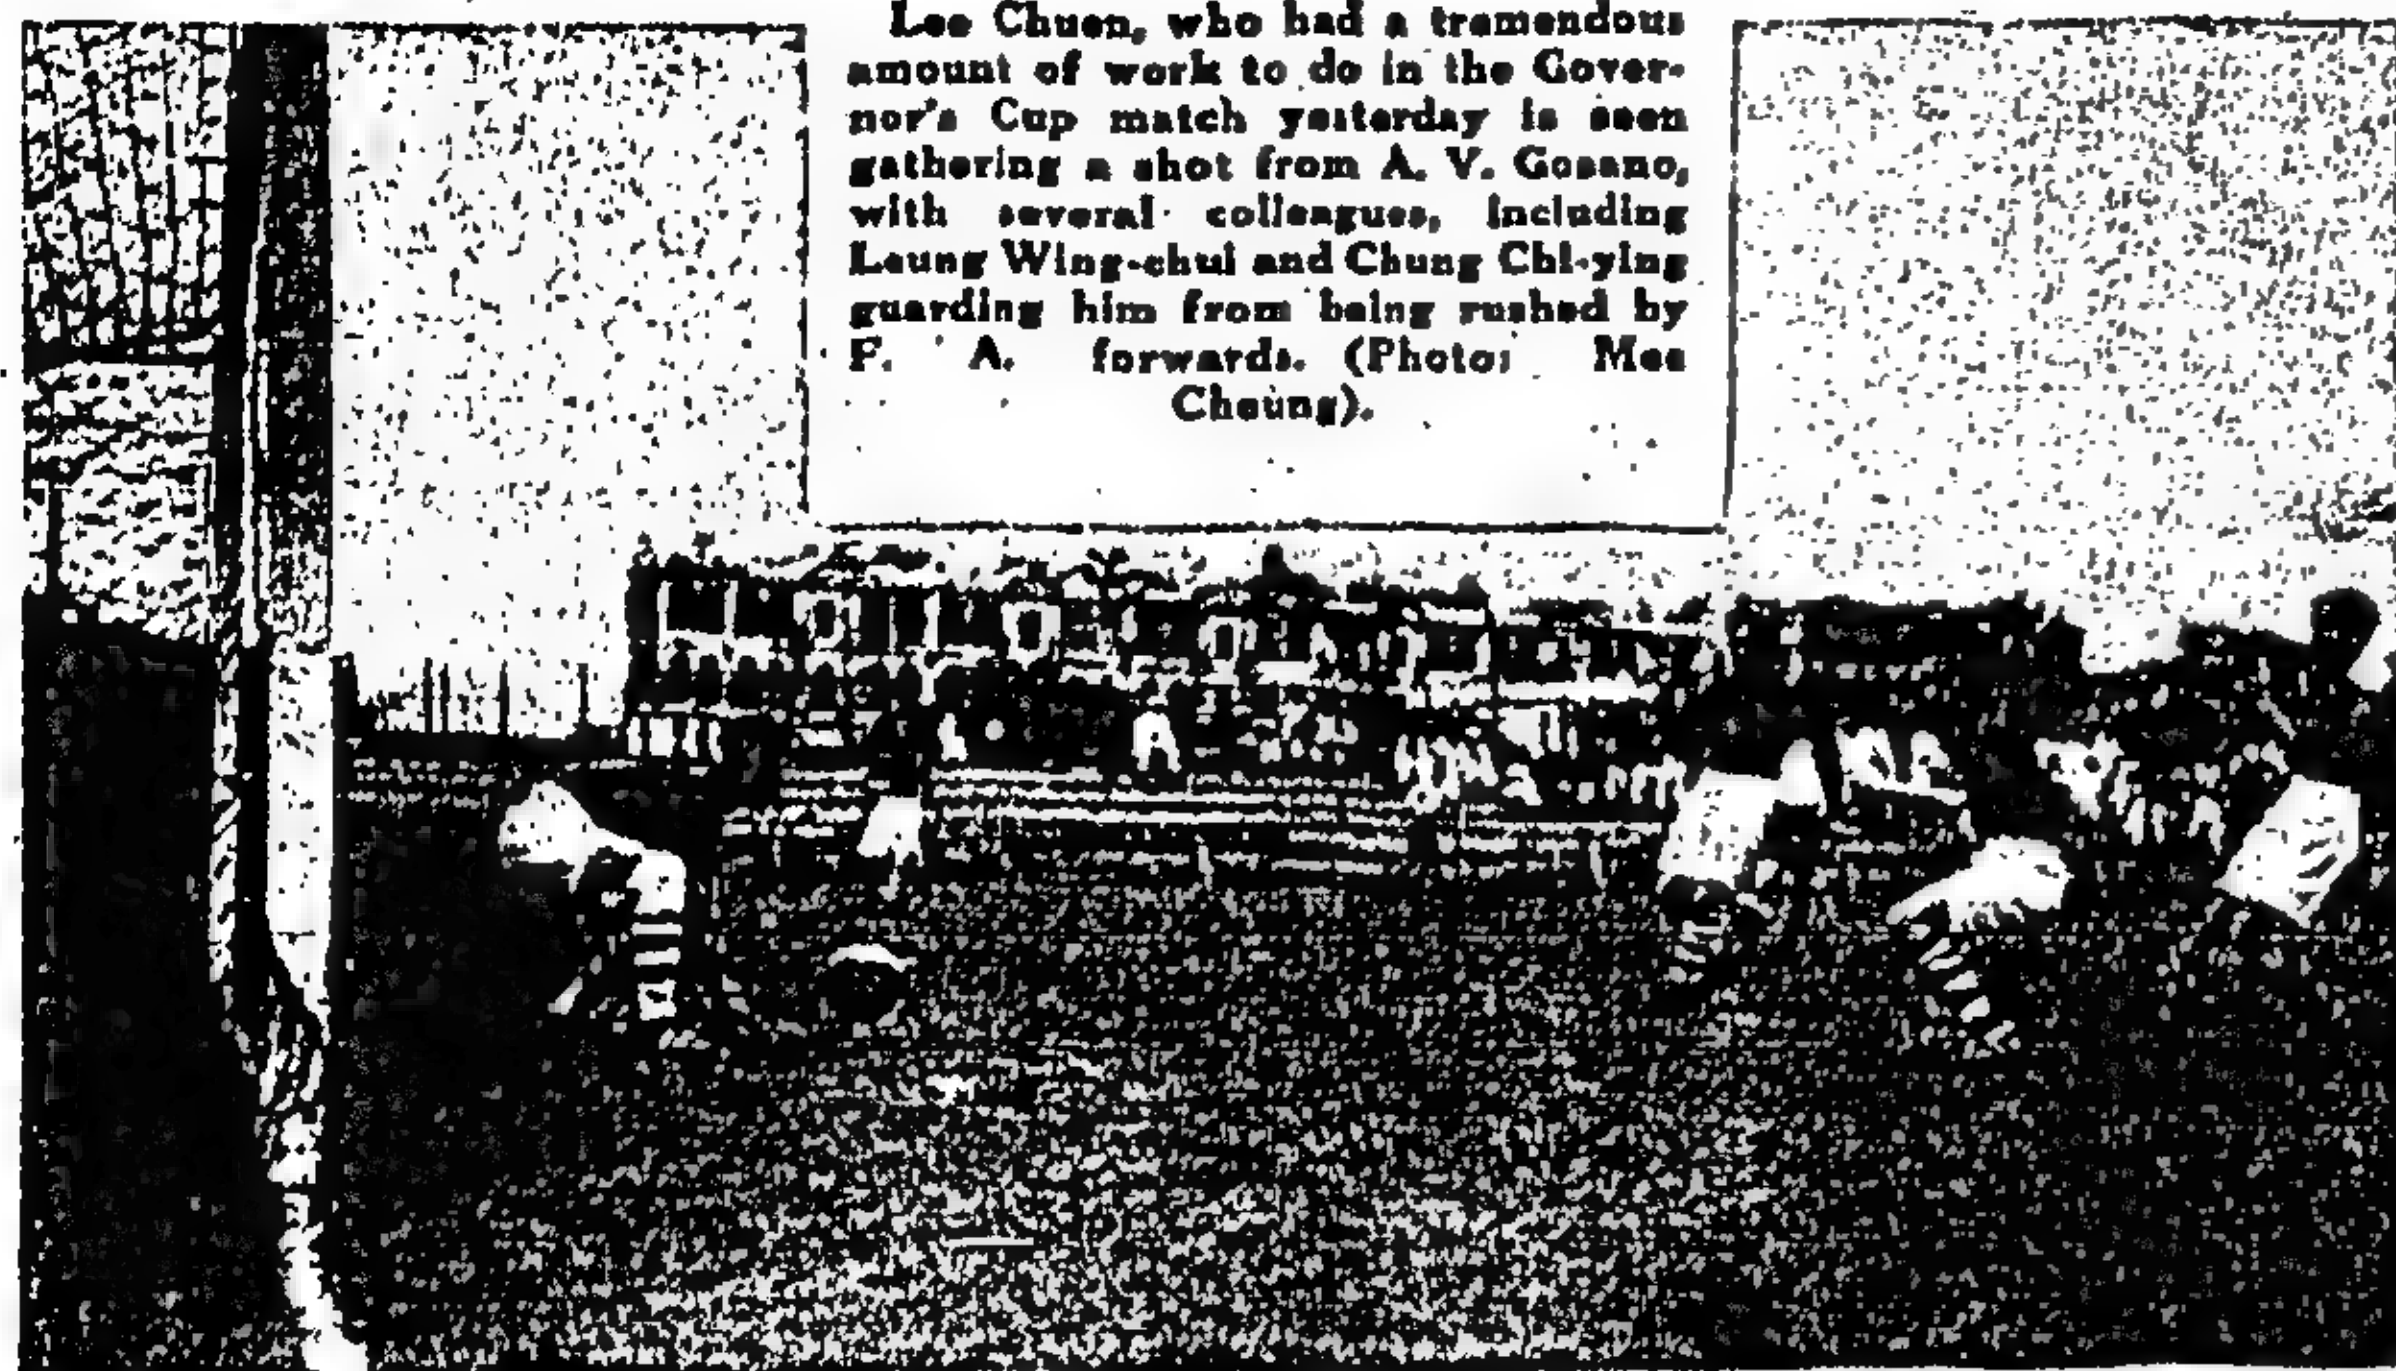 Lee Chuen, who had a tremendous
amount of work to do in the Gover-
nor's Cup match yesterday is seen
gathering a shot from A. V. Gosano,
with several colleagues, including
Leung Wing-chui and Chung Chi-ying
guarding him from being rushed by
F. A. forwards. (Photo: Mee
Cheung).